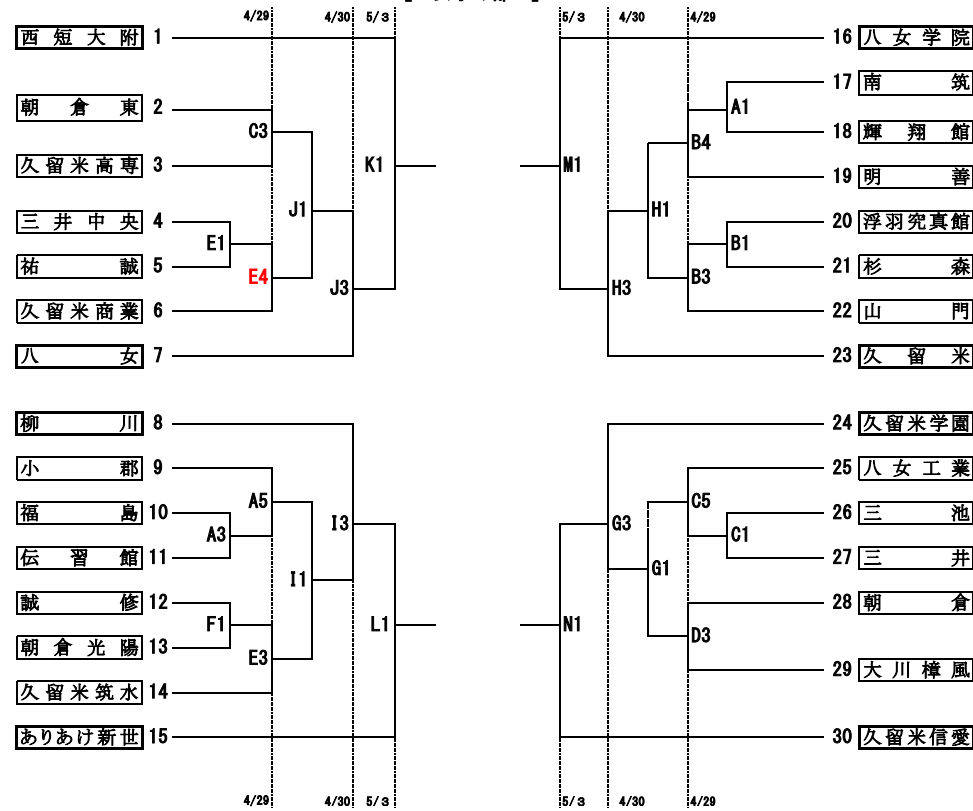 4/29 4/30 5/3 5/3 4/30 4/29
西短大附 1
朝倉東 2
C3
久留米高専 3
K1
三井中央 4
J1
E1
祐誠 5
E4
J3
久留米商業 6
八女 7
16 八女学院
17 南筑
A1
18 輝翔館
B4
M1
19 明善
H1
20 浮羽究真館
B1
21 杉森
B3
H3
22 山門
23 久留米
柳川 8
小郡 9
A5
福島 10
I3
A3
伝習館 11
I1
誠修 12
F1
L1
朝倉光陽 13
E3
久留米筑水 14
ありあけ新世 15
24 久留米学園
25 八女工業
C5
26 三池
G3
C1
27 三井
G1
28 朝倉
N1
D3
29 大川樟風
30 久留米信愛
4/29 4/30 5/3 5/3 4/30 4/29